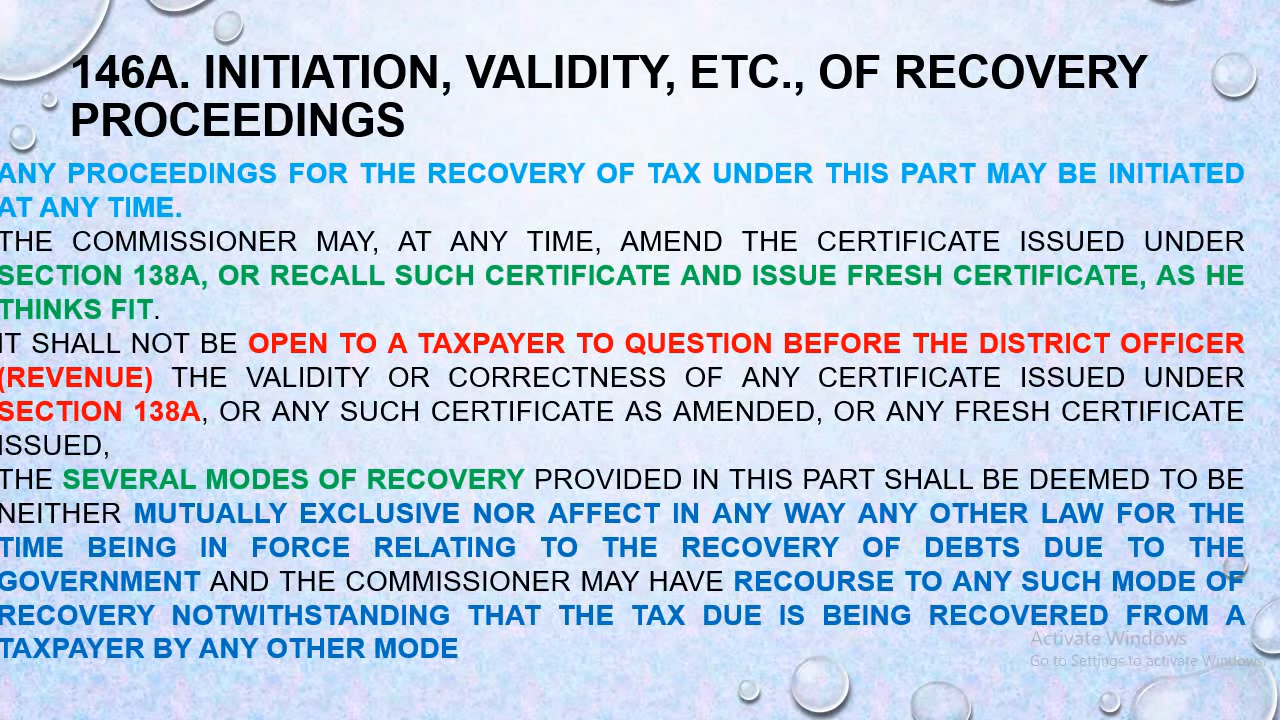 146A. INITIATION, VALIDITY, ETC., OF RECOVERY
PROCEEDINGS
ANY PROCEEDINGS FOR THE RECOVERY OF TAX UNDER THIS PART MAY BE INITIATED
AT ANY TIME.
THE COMMISSIONER MAY, AT ANY TIME, AMEND THE CERTIFICATE ISSUED UNDER
SECTION 138A, OR RECALL SUCH CERTIFICATE AND ISSUE FRESH CERTIFICATE, AS HE
THINKS FIT.
IT SHALL NOT BE OPEN TO A TAXPAYER TO QUESTION BEFORE THE DISTRICT OFFICER
(REVENUE) THE VALIDITY OR CORRECTNESS OF ANY CERTIFICATE ISSUED UNDER
SECTION 138A, OR ANY SUCH CERTIFICATE AS AMENDED, OR ANY FRESH CERTIFICATE
ISSUED,
THE SEVERAL MODES OF RECOVERY PROVIDED IN THIS PART SHALL BE DEEMED TO BE
NEITHER MUTUALLY EXCLUSIVE NOR AFFECT IN ANY WAY ANY OTHER LAW FOR THE
TIME BEING IN FORCE RELATING TO THE RECOVERY OF DEBTS DUE TO THE
GOVERNMENT AND THE COMMISSIONER MAY HAVE RECOURSE TO ANY SUCH MODE OF
RECOVERY NOTWITHSTANDING THAT THE TAX DUE IS BEING RECOVERED FROM A
TAXPAYER BY ANY OTHER MODE
Activate Windows
Go to Settings to activate Windows.